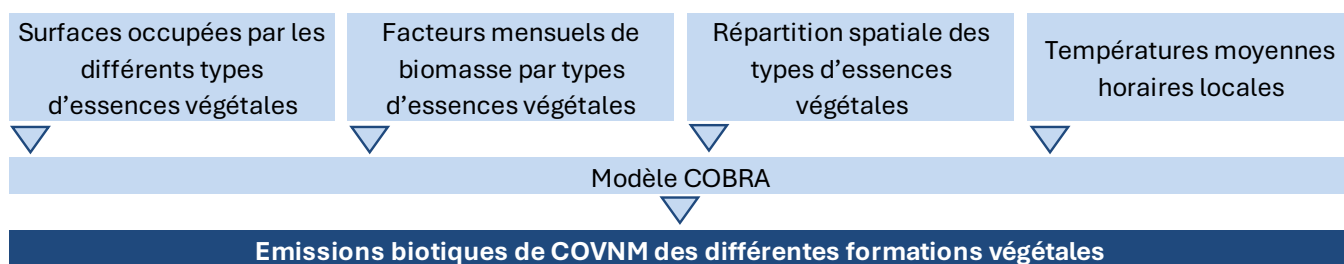 Surfaces occupées par les
différents types
d’essences végétales
Facteurs mensuels de
biomasse par types
d’essences végétales
Répartition spatiale des
types d’essences
végétales
Températures moyennes
horaires locales
Modèle COBRA
Emissions biotiques de COVNM des différentes formations végétales